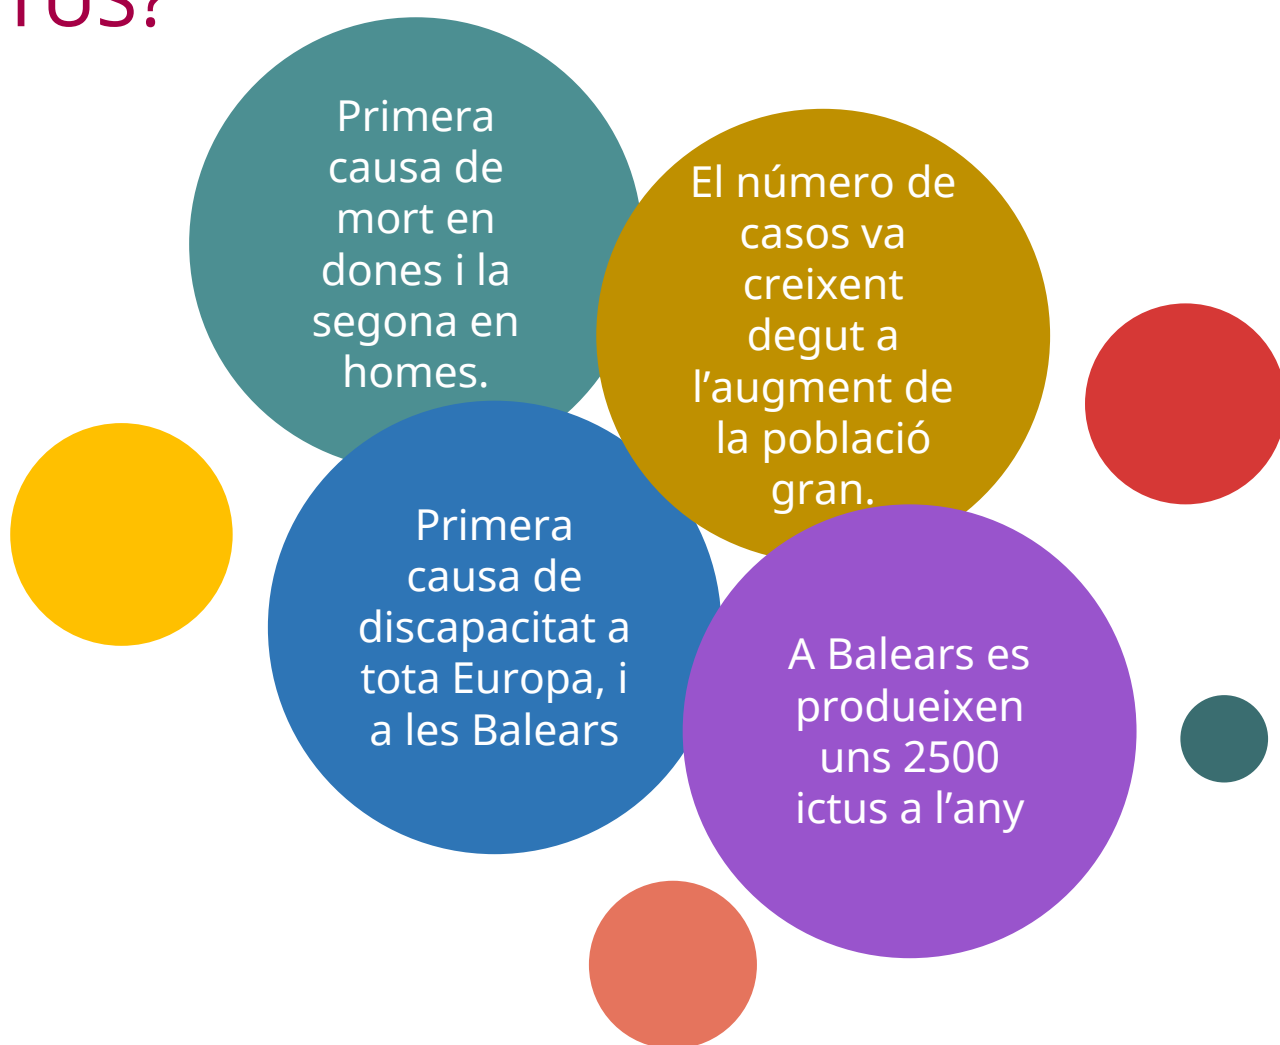 TUS?
Primera
causa de
mort en
dones i la
segona en
homes.
El número de
casos va
creixent
degut a
l’augment de
la població
gran.
Primera
causa de
discapacitat a
tota Europa, i
a les Balears
A Balears es
produeixen
uns 2500
ictus a l’any